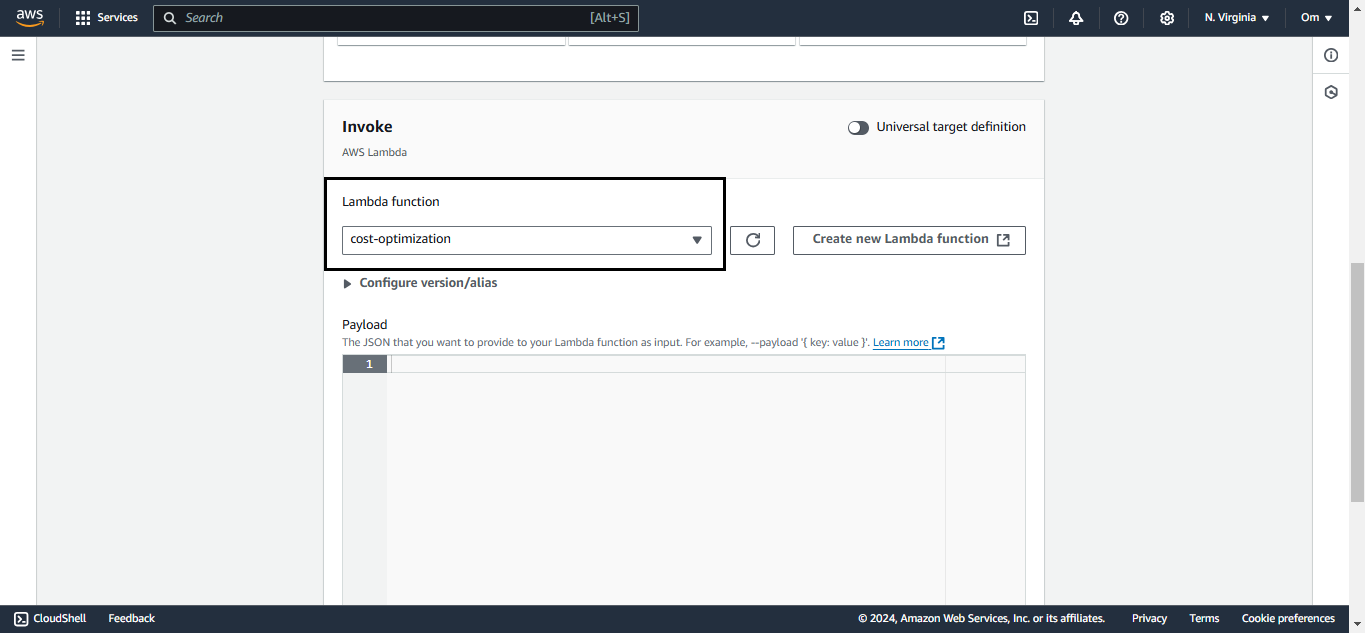 aws Services Search [Alt+S] N. Virginia Om
Invoke Universal target definition
AWS Lambda
Lambda function
cost-optimization Create new Lambda function
Configure version/alias
Payload
The JSON that you want to provide to your Lambda function as input. For example, --payload '{ key: value }'. Learn more
1
CloudShell Feedback © 2024, Amazon Web Services, Inc. or its affiliates. Privacy Terms Cookie preferences